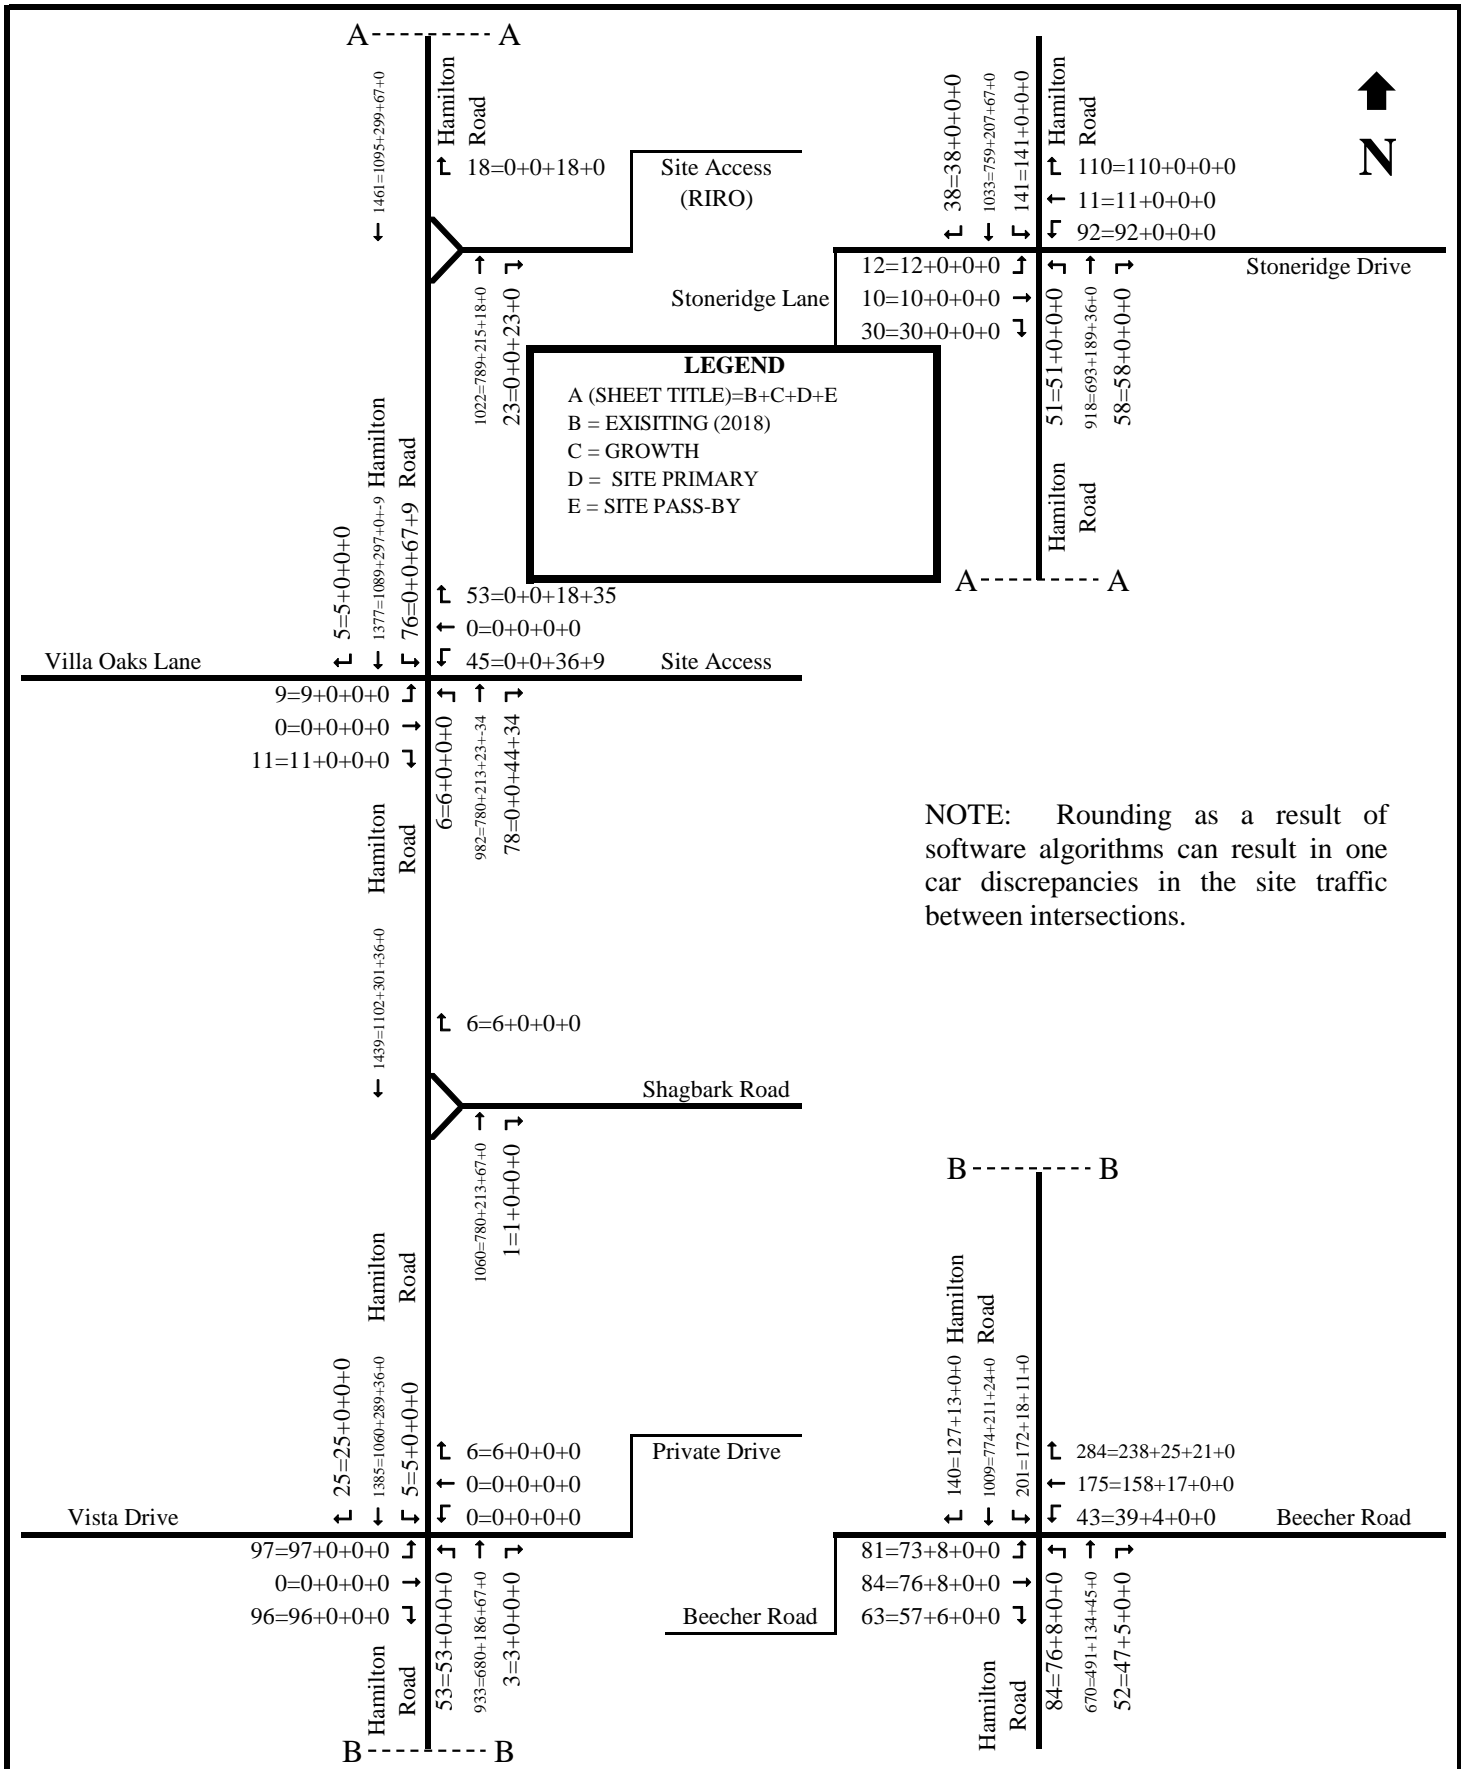 A A
1461=1095+299+67+0
Hamilton
Road
18=0+0+18+0
Site Access
(RIRO)
1022=789+215+18+0
23=0+0+23+0
38=38+0+0+0
1033=759+207+67+0
141=141+0+0+0
Hamilton
Road
110=110+0+0+0
11=11+0+0+0
92=92+0+0+0
N
Stoneridge Drive
Stoneridge Lane
12=12+0+0+0
10=10+0+0+0
30=30+0+0+0
51=51+0+0+0
918=693+189+36+0
58=58+0+0+0
Hamilton
Road
A A
LEGEND
A (SHEET TITLE)=B+C+D+E
B = EXISITING (2018)
C = GROWTH
D = SITE PRIMARY
E = SITE PASS-BY
Hamilton
Road
5=5+0+0+0
1377=1089+297+0+-9
76=0+0+67+9
53=0+0+18+35
0=0+0+0+0
45=0+0+36+9
Villa Oaks Lane
Site Access
9=9+0+0+0
0=0+0+0+0
11=11+0+0+0
6=6+0+0+0
982=780+213+23+-34
78=0+0+44+34
Hamilton
Road
NOTE: Rounding as a result of
software algorithms can result in one
car discrepancies in the site traffic
between intersections.
1439=1102+301+36+0
6=6+0+0+0
Shagbark Road
1060=780+213+67+0
1=1+0+0+0
Hamilton
Road
25=25+0+0+0
1385=1060+289+36+0
5=5+0+0+0
6=6+0+0+0
0=0+0+0+0
0=0+0+0+0
Private Drive
Vista Drive
97=97+0+0+0
0=0+0+0+0
96=96+0+0+0
53=53+0+0+0
933=680+186+67+0
3=3+0+0+0
Hamilton
Road
B B
B B
Hamilton
Road
140=127+13+0+0
1009=774+211+24+0
201=172+18+11+0
284=238+25+21+0
175=158+17+0+0
43=39+4+0+0
Beecher Road
Beecher Road
81=73+8+0+0
84=76+8+0+0
63=57+6+0+0
84=76+8+0+0
670=491+134+45+0
52=47+5+0+0
Hamilton
Road